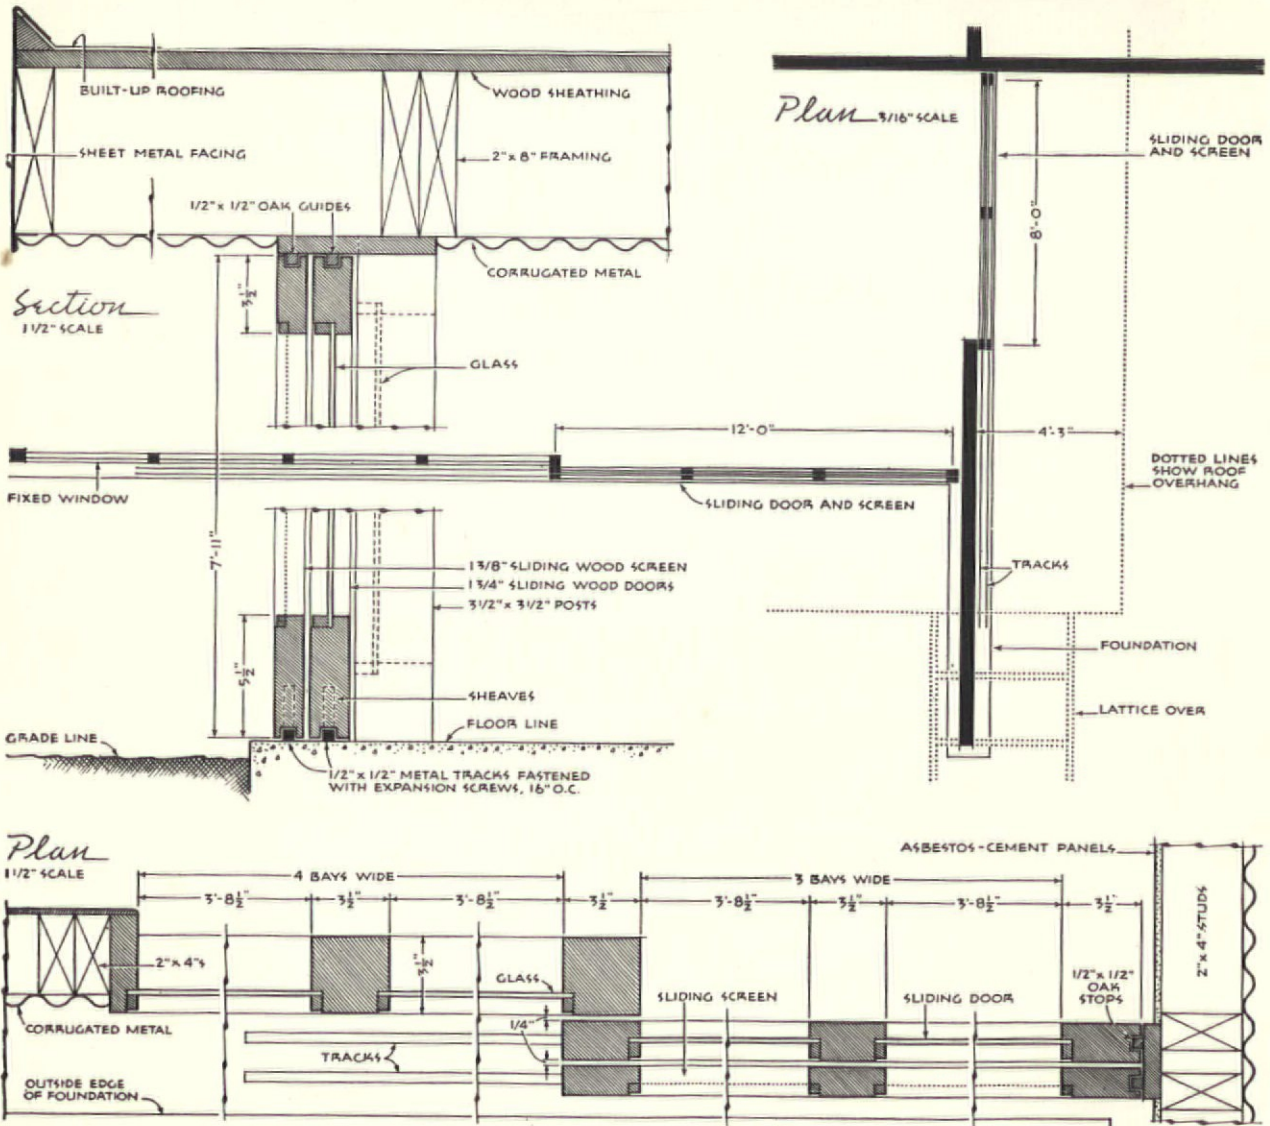 BUILT-UP ROOFING
WOOD SHEATHING
SHEET METAL FACING
2" x 8" FRAMING
1/2" x 1/2" OAK GUIDES
CORRUGATED METAL
Section
1 1/2" SCALE
3 1/2"
GLASS
Plan 3/16" SCALE
SLIDING DOOR
AND SCREEN
8'-0"
12'-0"
4'-3"
DOTTED LINES
SHOW ROOF
OVERHANG
FIXED WINDOW
SLIDING DOOR AND SCREEN
7'-11"
1 3/8" SLIDING WOOD SCREEN
1 3/4" SLIDING WOOD DOORS
3 1/2" x 3 1/2" POSTS
TRACKS
5 1/2"
SHEAVES
FLOOR LINE
FOUNDATION
LATTICE OVER
GRADE LINE
1/2" x 1/2" METAL TRACKS FASTENED
WITH EXPANSION SCREWS, 16" O.C.
Plan
1 1/2" SCALE
ASBESTOS-CEMENT PANELS
4 BAYS WIDE
3 BAYS WIDE
3'-8 1/2"
3 1/2"
3'-8 1/2"
3 1/2"
3'-8 1/2"
3 1/2"
3'-8 1/2"
3 1/2"
2" x 4" STUDS
2" x 4"s
3 1/2"
GLASS
SLIDING SCREEN
SLIDING DOOR
1/2" x 1/2"
OAK
STOPS
CORRUGATED METAL
1/4"
TRACKS
OUTSIDE EDGE
OF FOUNDATION